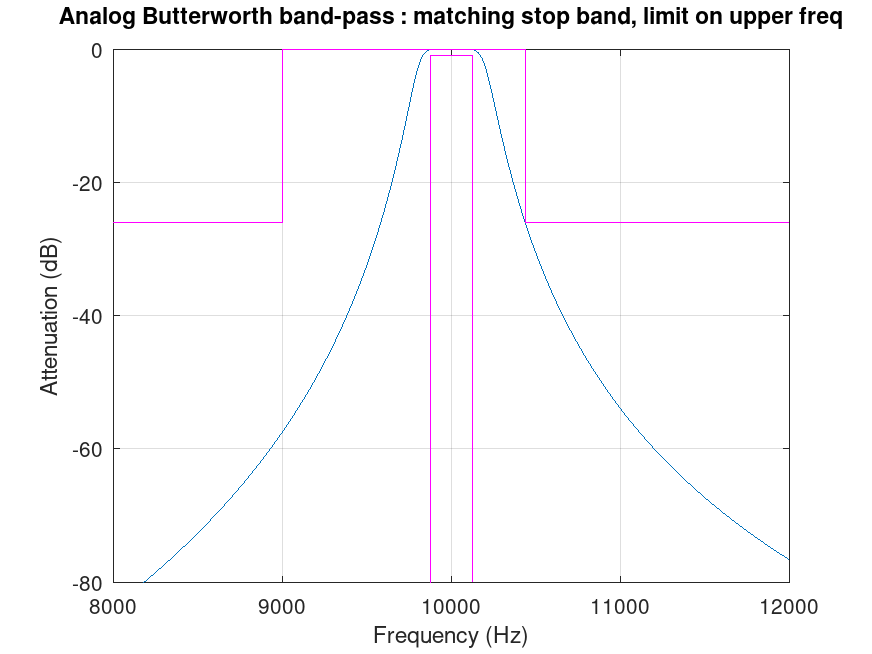 Analog Butterworth band-pass : matching stop band, limit on upper freq
0
-20
-40
-60
-80
Attenuation (dB)
8000 9000 10000 11000 12000
Frequency (Hz)